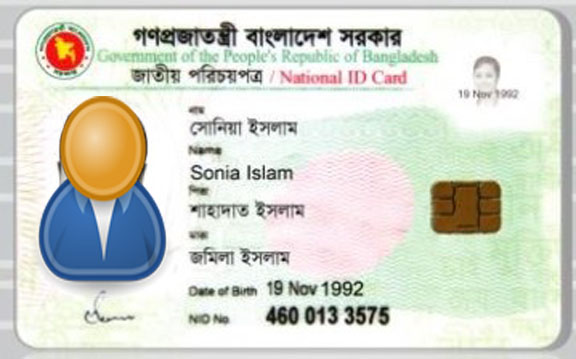 গণপ্রজাতন্ত্রী বাংলাদেশ সরকার
Government of the People's Republic of Bangladesh
জাতীয় পরিচয়পত্র / National ID Card
19 Nov 1992
নাম
সোনিয়া ইসলাম
Name
Sonia Islam
পিতা
শাহাদাত ইসলাম
মাতা
জমিলা ইসলাম
Date of Birth 19 Nov 1992
NID No. 460 013 3575